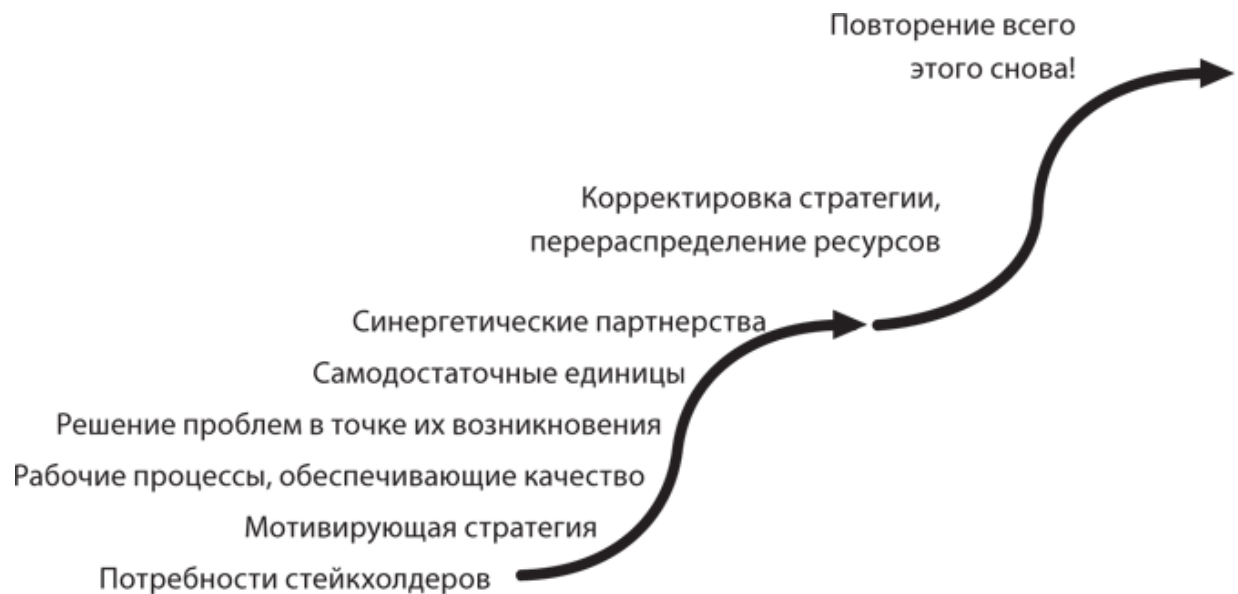 Повторение всего
этого снова!
Корректировка стратегии,
перераспределение ресурсов
Синергетические партнерства
Самодостаточные единицы
Решение проблем в точке их возникновения
Рабочие процессы, обеспечивающие качество
Мотивирующая стратегия
Потребности стейкхолдеров